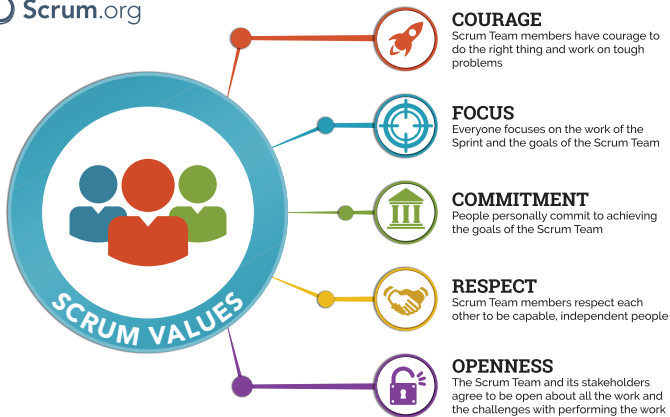 Scrum.org
COURAGE
Scrum Team members have courage to
do the right thing and work on tough
problems
FOCUS
Everyone focuses on the work of the
Sprint and the goals of the Scrum Team
COMMITMENT
People personally commit to achieving
the goals of the Scrum Team
RESPECT
Scrum Team members respect each
other to be capable, independent people
OPENNESS
The Scrum Team and its stakeholders
agree to be open about all the work and
the challenges with performing the work
SCRUM VALUES